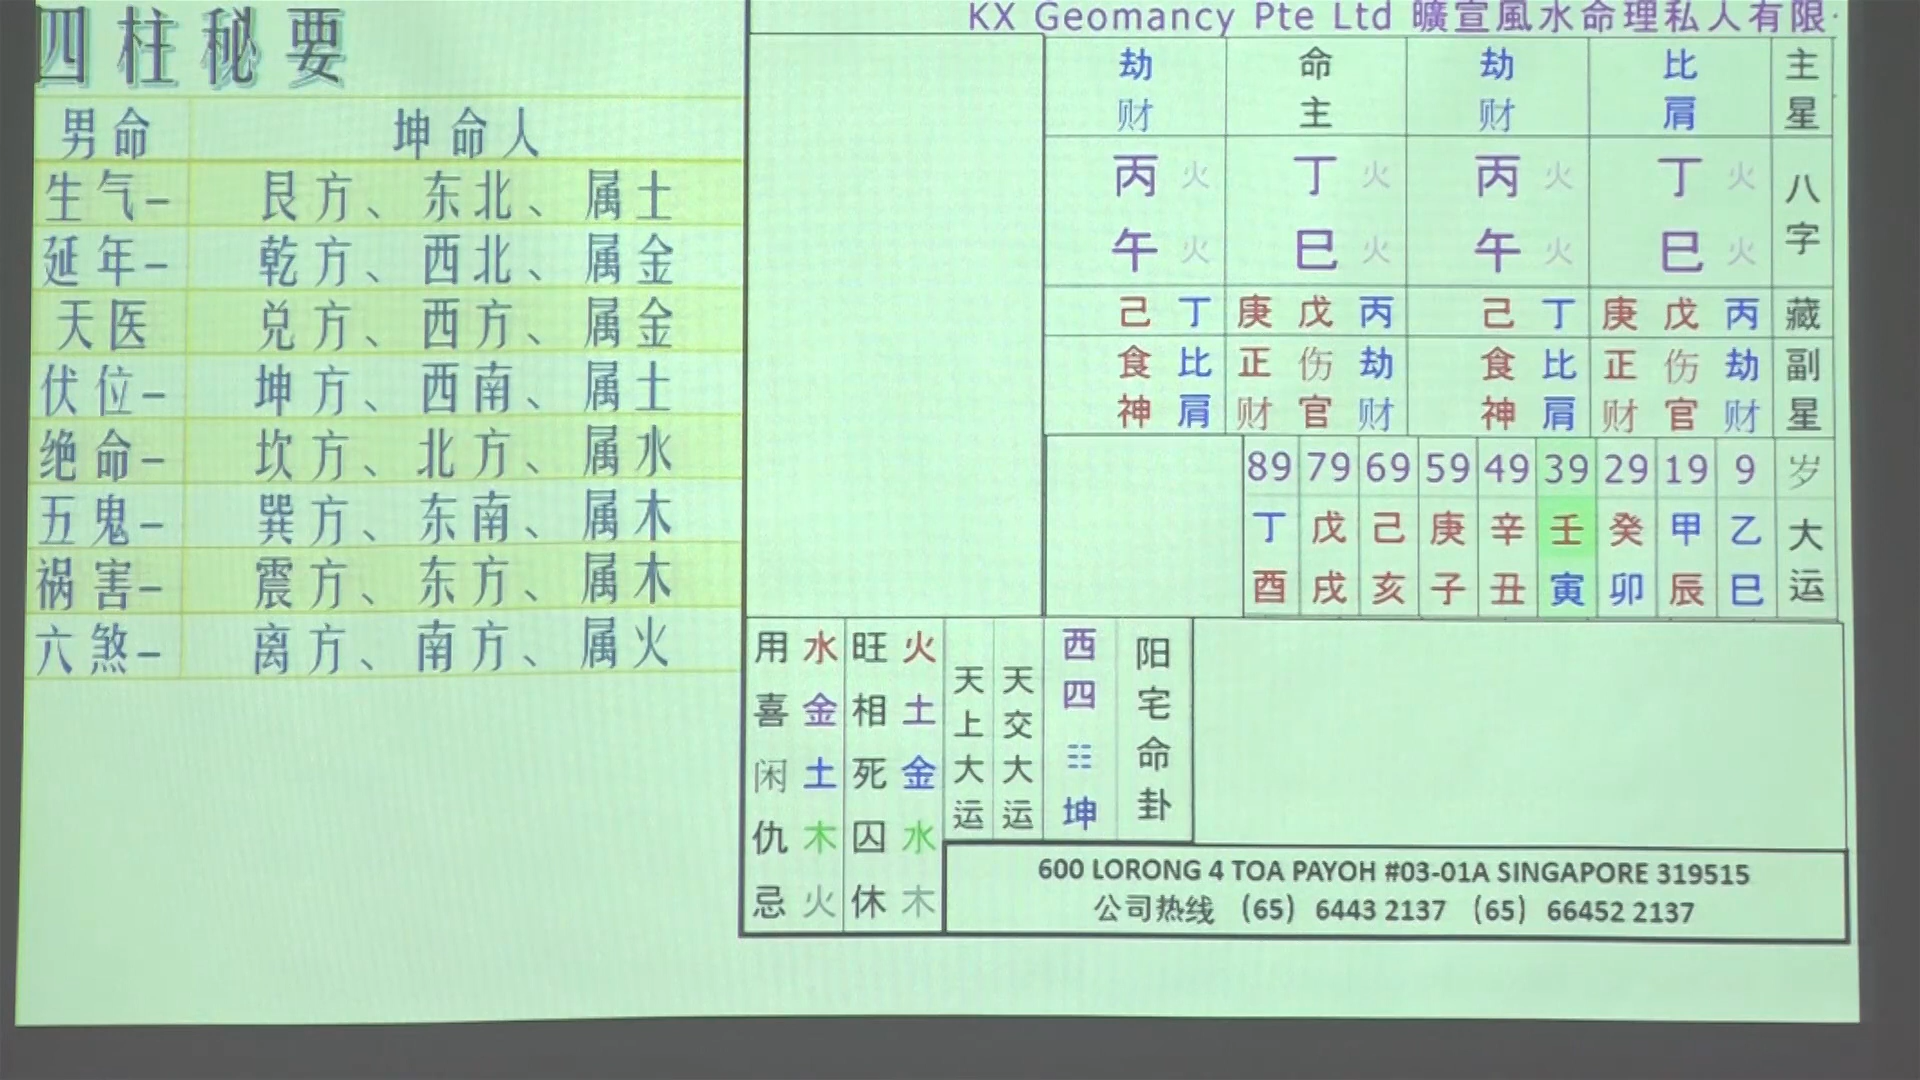 四柱秘要
男命 坤命人
生气- 艮方、东北、属土
延年- 乾方、西北、属金
天医 兑方、西方、属金
伏位- 坤方、西南、属土
绝命- 坎方、北方、属水
五鬼- 巽方、东南、属木
祸害- 震方、东方、属木
六煞- 离方、南方、属火
KX Geomancy Pte Ltd 曠宣風水命理私人有限
劫财 命主 劫财 比肩 主星
丙火 丁火 丙火 丁火 八字
午火 巳火 午火 巳火
己丁 庚戊丙 己丁 庚戊丙 藏
食神 比肩 正财 伤官 劫财 食神 比肩 正财 伤官 劫财 副星
89 79 69 59 49 39 29 19 9 岁
丁 戊 己 庚 辛 壬 癸 甲 乙 大运
酉 戌 亥 子 丑 寅 卯 辰 巳
用水 旺火
喜金 相土
闲土 死金
仇木 囚水
忌火 休木
天上大运
天交大运
西四 ☷ 坤
阳宅命卦
600 LORONG 4 TOA PAYOH #03-01A SINGAPORE 319515
公司热线 （65）6443 2137 （65）66452 2137